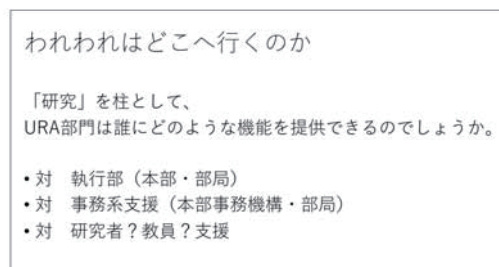 われわれはどこへ行くのか
「研究」を柱として、
URA部門は誰にどのような機能を提供できるのでしょうか。
• 対　執行部（本部・部局）
• 対　事務系支援（本部事務機構・部局）
• 対　研究者？教員？支援